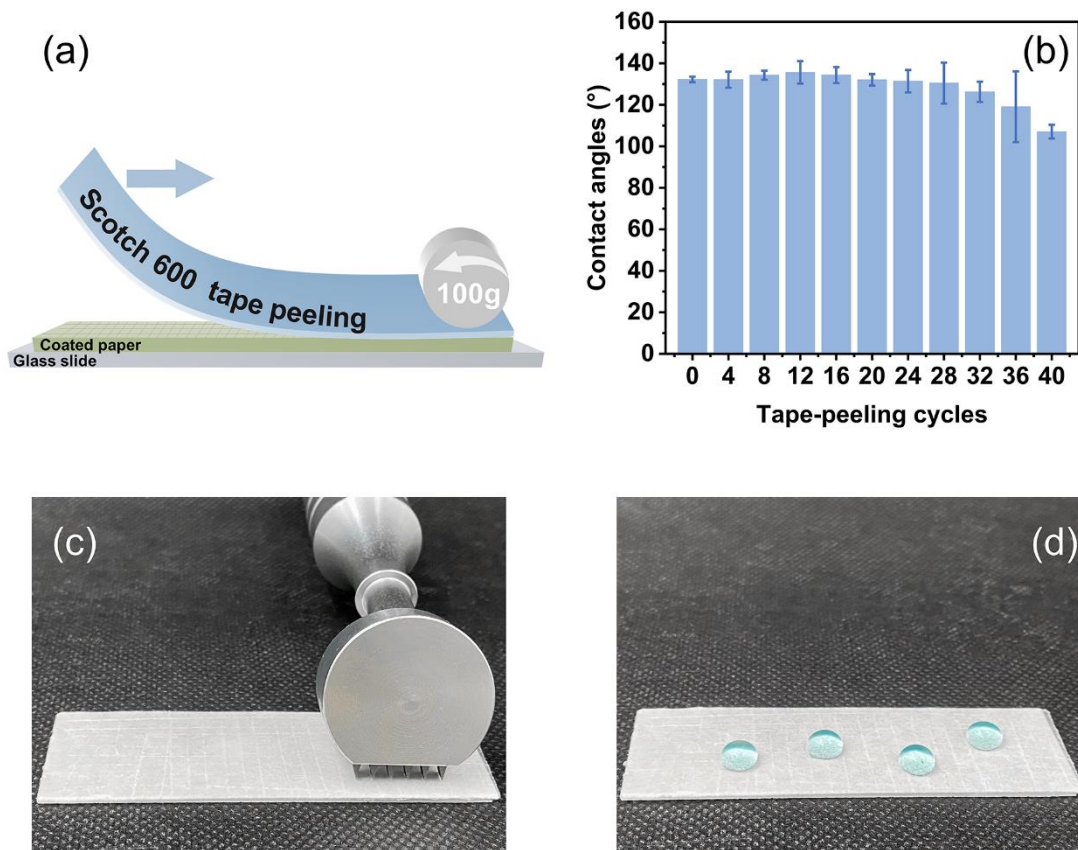 (a)
Scotch 600 tape peeling
100g
Coated paper
Glass slide
(b)
Contact angles (°)
160
140
120
100
80
60
40
20
0
0 4 8 12 16 20 24 28 32 36 40
Tape-peeling cycles
(c)
(d)